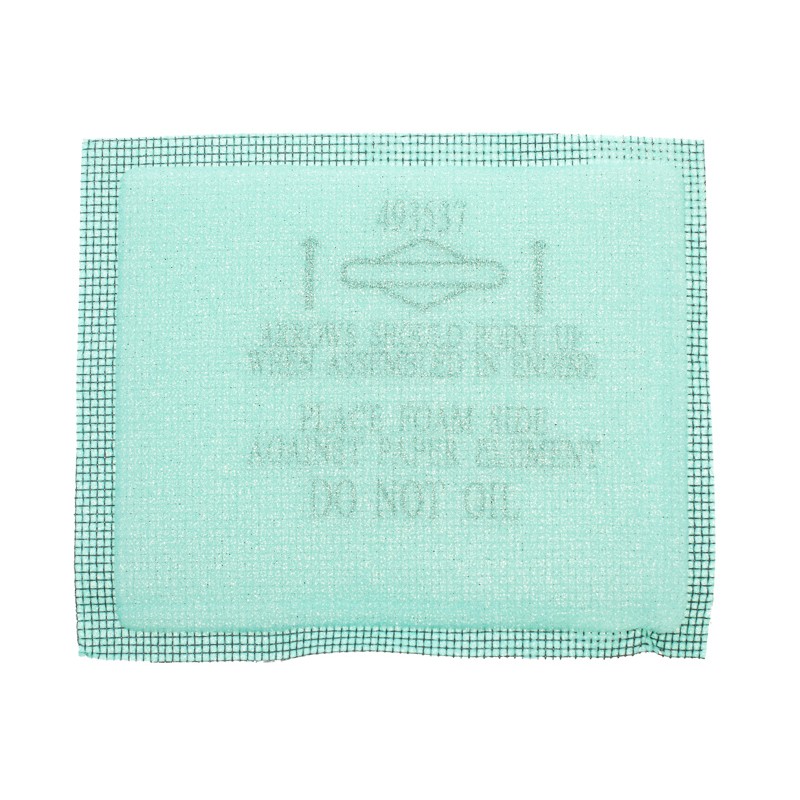 493537
ARROWS SHOULD POINT UP
WHEN ASSEMBLED IN ENGINE
PLACE FOAM SIDE
AGAINST PAPER ELEMENT
DO NOT OIL